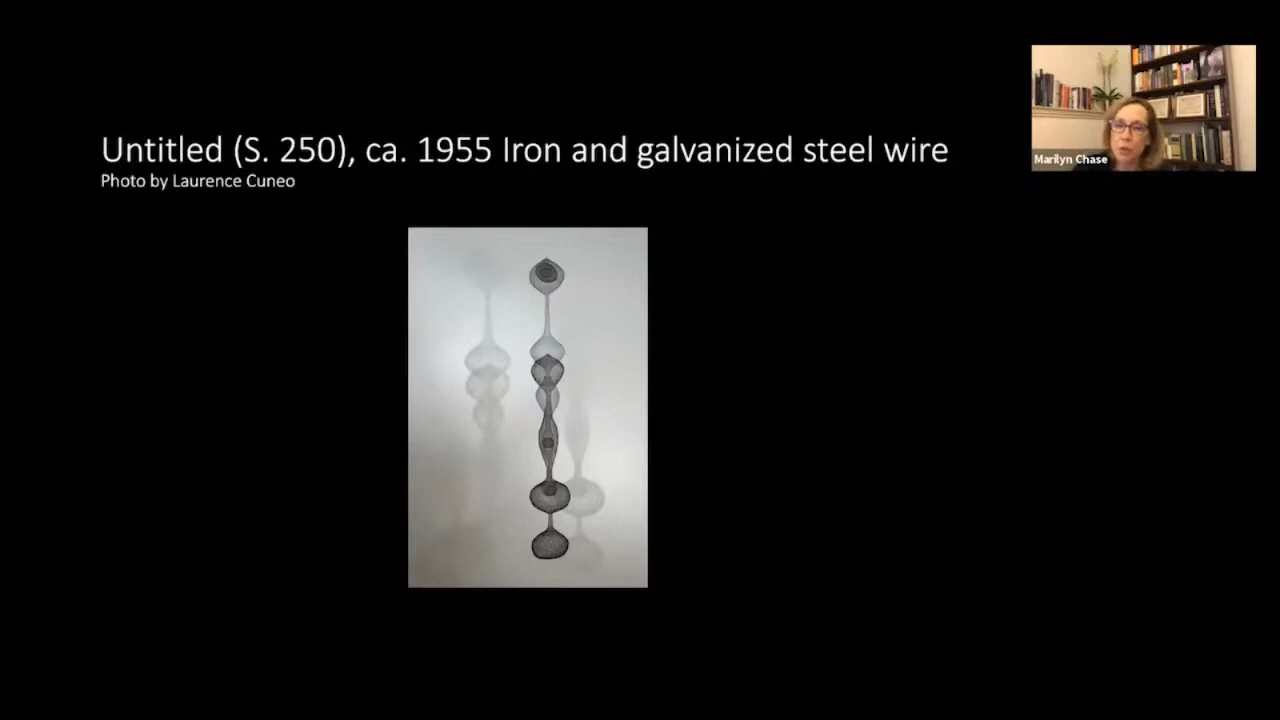 Untitled (S. 250), ca. 1955 Iron and galvanized steel wire
Photo by Laurence Cuneo
Marilyn Chase